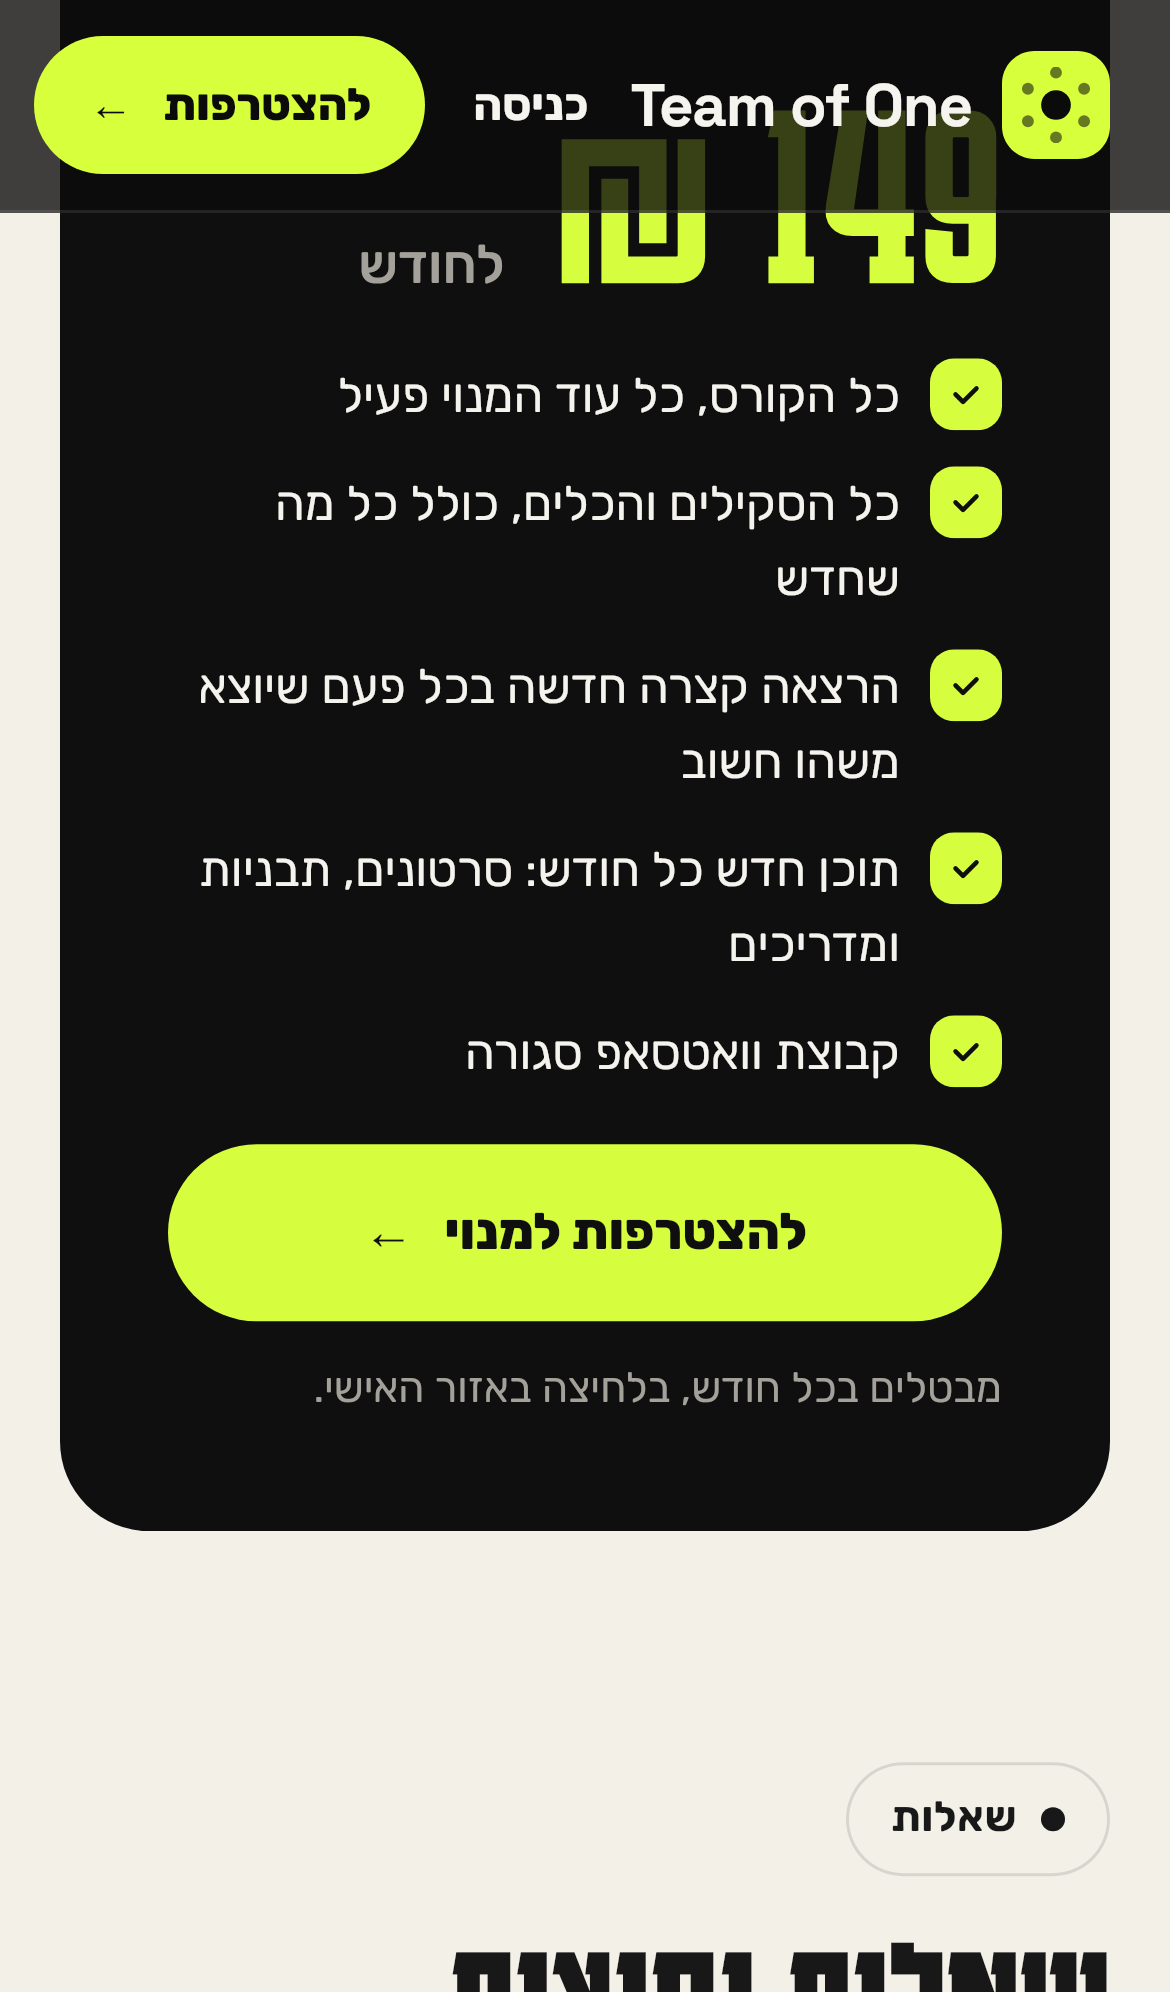 Team of One
כניסה
להצטרפות ←
149 ₪ לחודש
כל הקורס, כל עוד המנוי פעיל
כל הסקילים והכלים, כולל כל מה
שחדש
הרצאה קצרה חדשה בכל פעם שיוצא
משהו חשוב
תוכן חדש כל חודש: סרטונים, תבניות
ומדריכים
קבוצת וואטסאפ סגורה
להצטרפות למנוי ←
מבטלים בכל חודש, בלחיצה באזור האישי.
שאלות
שאלות נפוצות